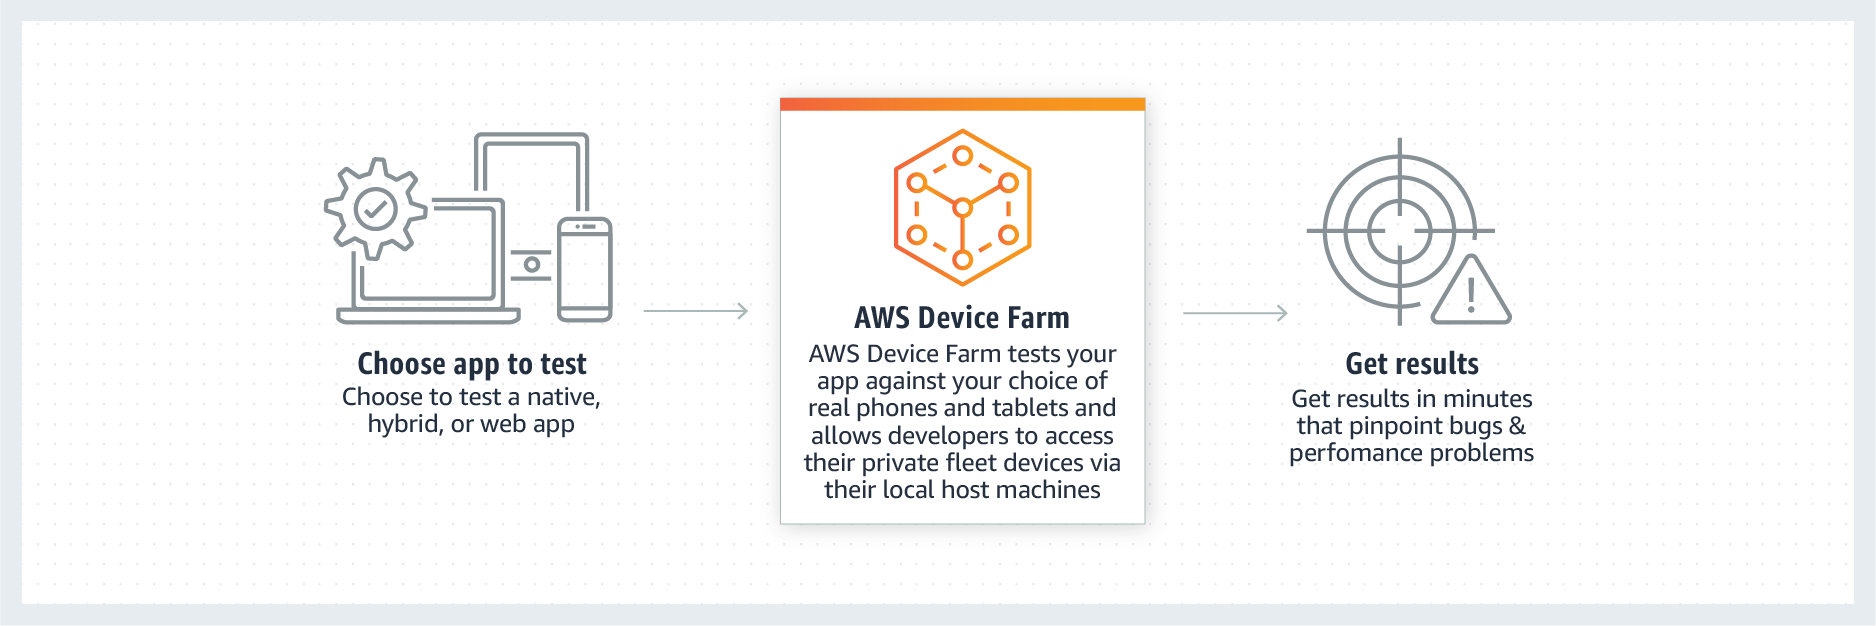 Choose app to test
Choose to test a native,
hybrid, or web app
AWS Device Farm
AWS Device Farm tests your
app against your choice of
real phones and tablets and
allows developers to access
their private fleet devices via
their local host machines
Get results
Get results in minutes
that pinpoint bugs &
perfomance problems